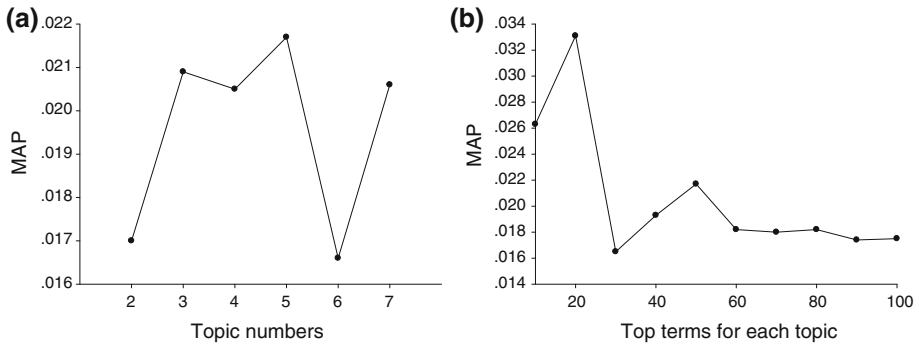 (a)
.022
.021
.020
.019
.018
.017
.016
MAP
2 3 4 5 6 7
Topic numbers
(b)
.034
.032
.030
.028
.026
.024
.022
.020
.018
.016
.014
MAP
20 40 60 80 100
Top terms for each topic